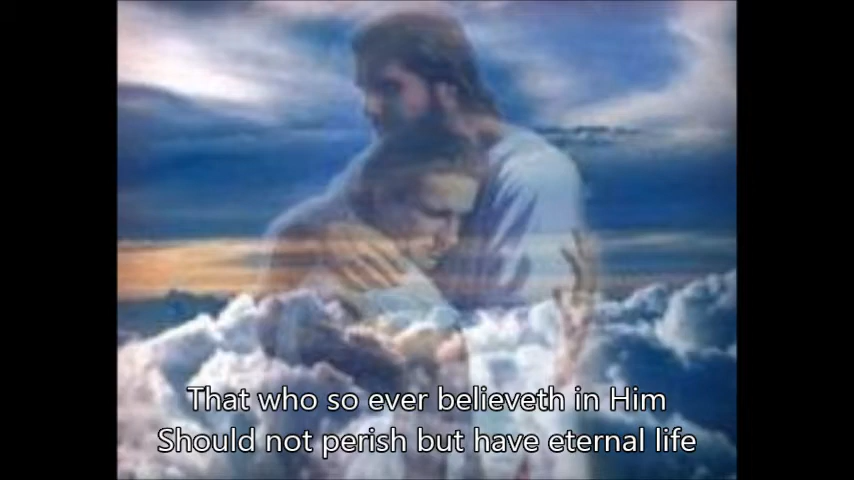 That who so ever believeth in Him
Should not perish but have eternal life